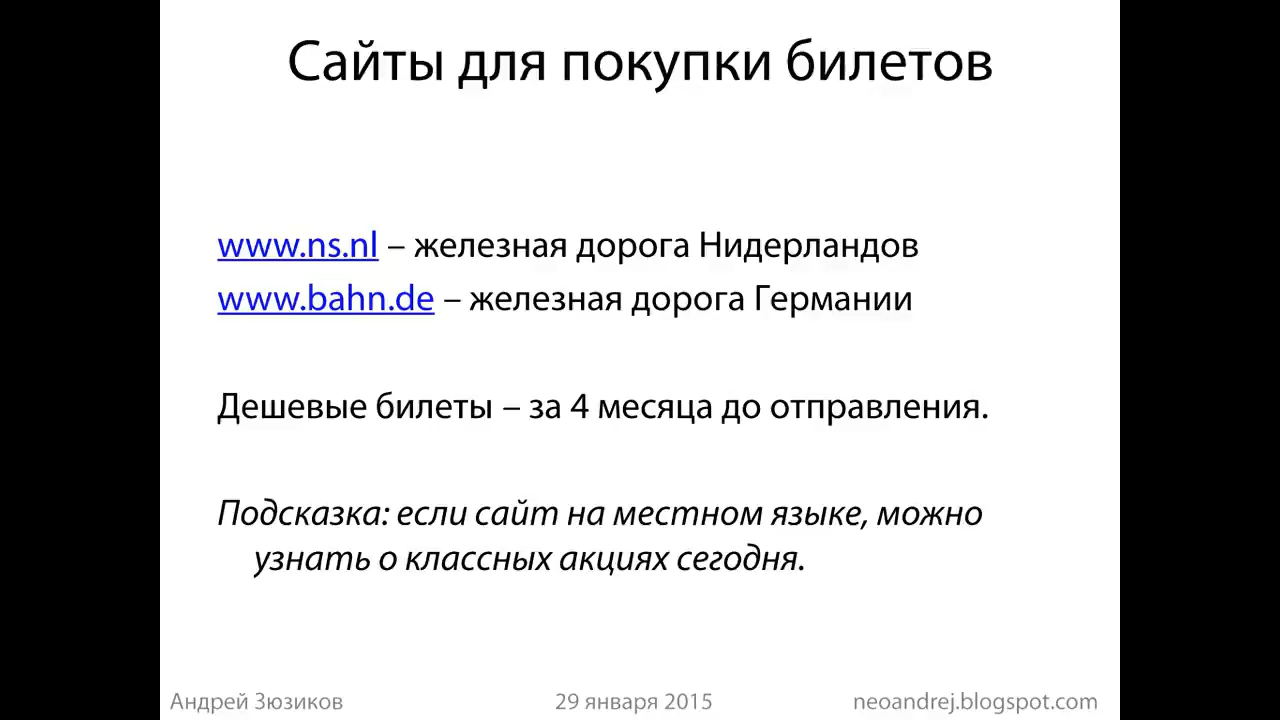 Сайты для покупки билетов
www.ns.nl – железная дорога Нидерландов
www.bahn.de – железная дорога Германии
Дешевые билеты – за 4 месяца до отправления.
Подсказка: если сайт на местном языке, можно
узнать о классных акциях сегодня.
Андрей Зюзиков 29 января 2015 neoandrej.blogspot.com